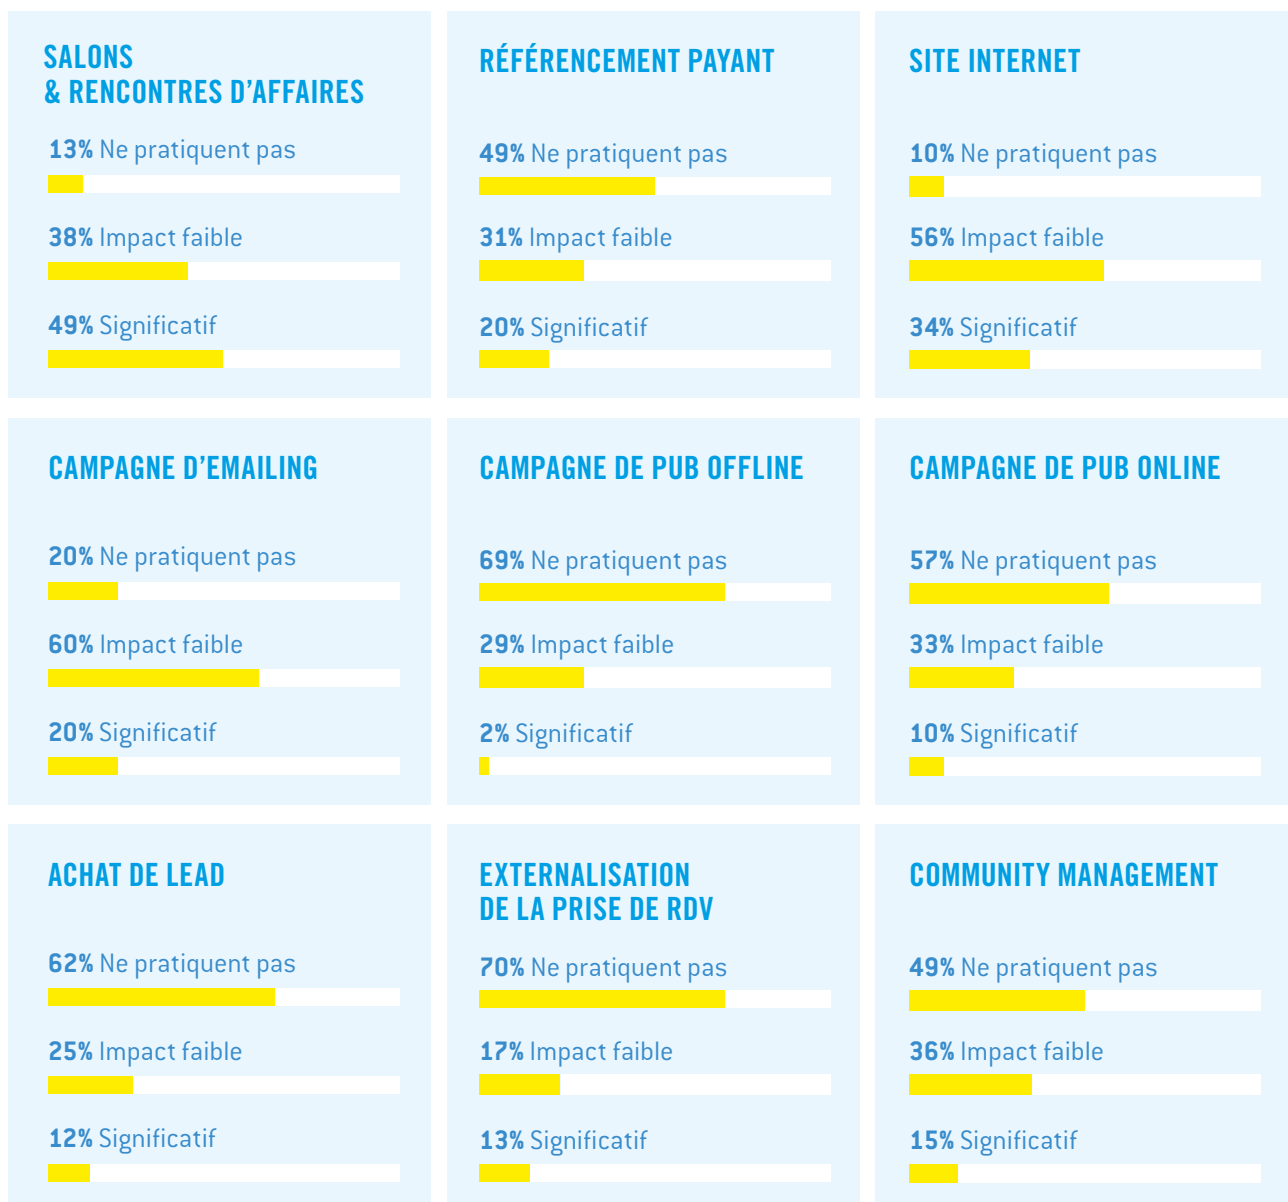 SALONS
& RENCONTRES D'AFFAIRES
13% Ne pratiquent pas
38% Impact faible
49% Significatif
RÉFÉRENCEMENT PAYANT
49% Ne pratiquent pas
31% Impact faible
20% Significatif
SITE INTERNET
10% Ne pratiquent pas
56% Impact faible
34% Significatif
CAMPAGNE D'EMAILING
20% Ne pratiquent pas
60% Impact faible
20% Significatif
CAMPAGNE DE PUB OFFLINE
69% Ne pratiquent pas
29% Impact faible
2% Significatif
CAMPAGNE DE PUB ONLINE
57% Ne pratiquent pas
33% Impact faible
10% Significatif
ACHAT DE LEAD
62% Ne pratiquent pas
25% Impact faible
12% Significatif
EXTERNALISATION
DE LA PRISE DE RDV
70% Ne pratiquent pas
17% Impact faible
13% Significatif
COMMUNITY MANAGEMENT
49% Ne pratiquent pas
36% Impact faible
15% Significatif